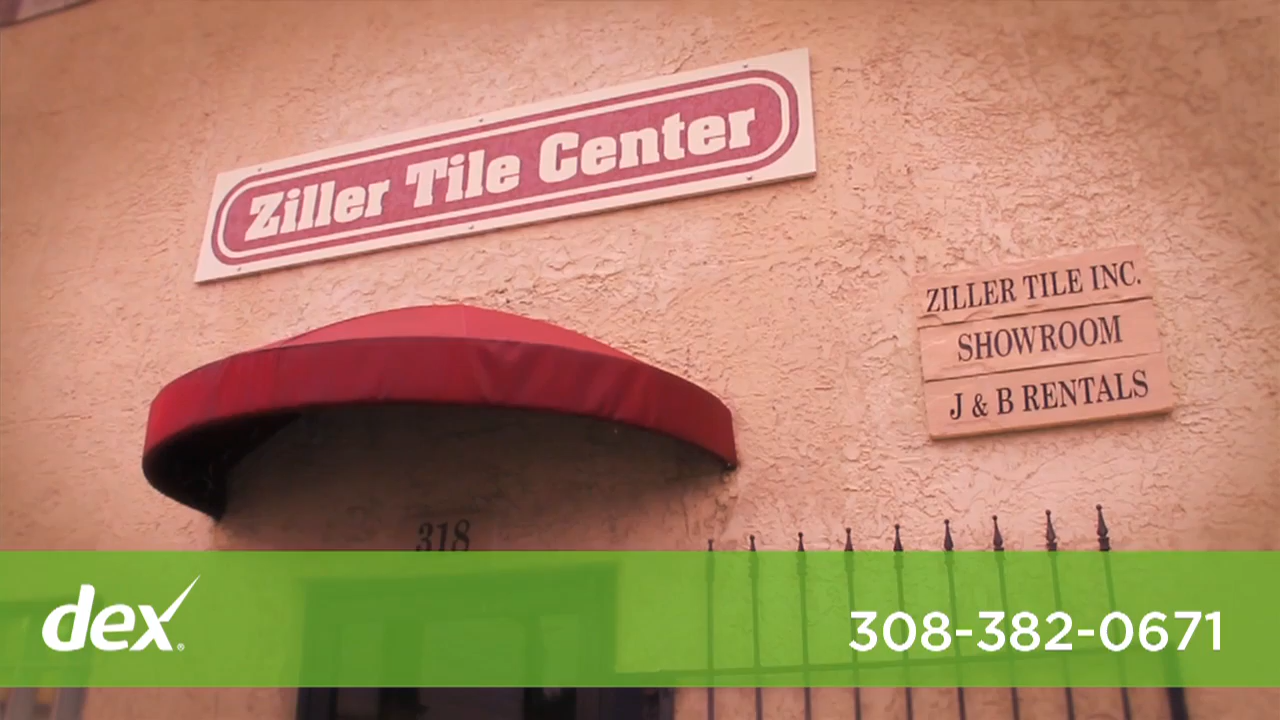 Ziller Tile Center
ZILLER TILE INC.
SHOWROOM
J & B RENTALS
318
dex®
308-382-0671